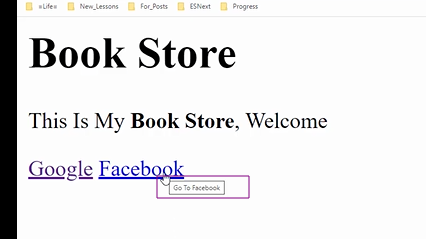 «Life» New_Lessons For_Posts ESNext Progress
Book Store
This Is My Book Store, Welcome
Google Facebook
Go To Facebook